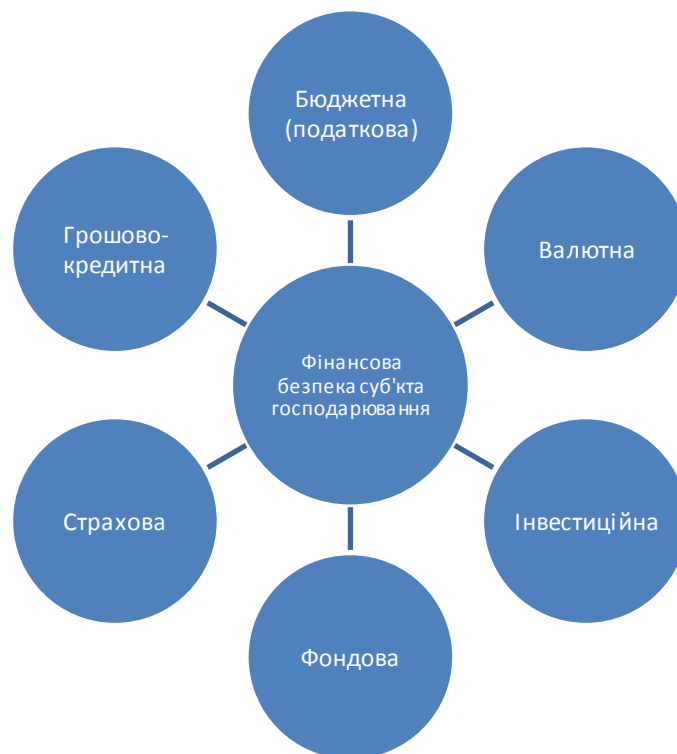 Бюджетна
(податкова)
Грошово-
кредитна
Валютна
Фінансова
безпека суб'єкта
господарювання
Страхова
Інвестиційна
Фондова